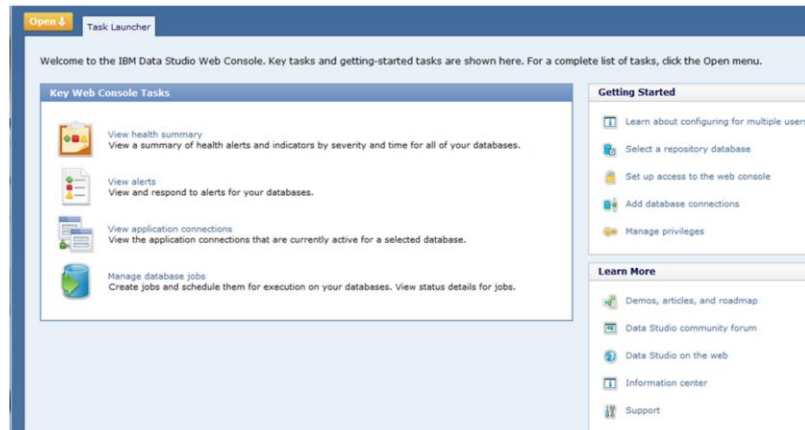 Open
Task Launcher
Welcome to the IBM Data Studio Web Console. Key tasks and getting-started tasks are shown here. For a complete list of tasks, click the Open menu.
Key Web Console Tasks
View health summary
View a summary of health alerts and indicators by severity and time for all of your databases.
View alerts
View and respond to alerts for your databases.
View application connections
View the application connections that are currently active for a selected database.
Manage database jobs
Create jobs and schedule them for execution on your databases. View status details for jobs.
Getting Started
Learn about configuring for multiple users
Select a repository database
Set up access to the web console
Add database connections
Manage privileges
Learn More
Demos, articles, and roadmap
Data Studio community forum
Data Studio on the web
Information center
Support